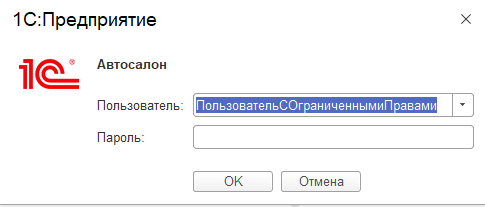 1С:Предприятие
1С®
Автосалон
Пользователь: ПользовательСОграниченнымиПравами
Пароль:
OK Отмена